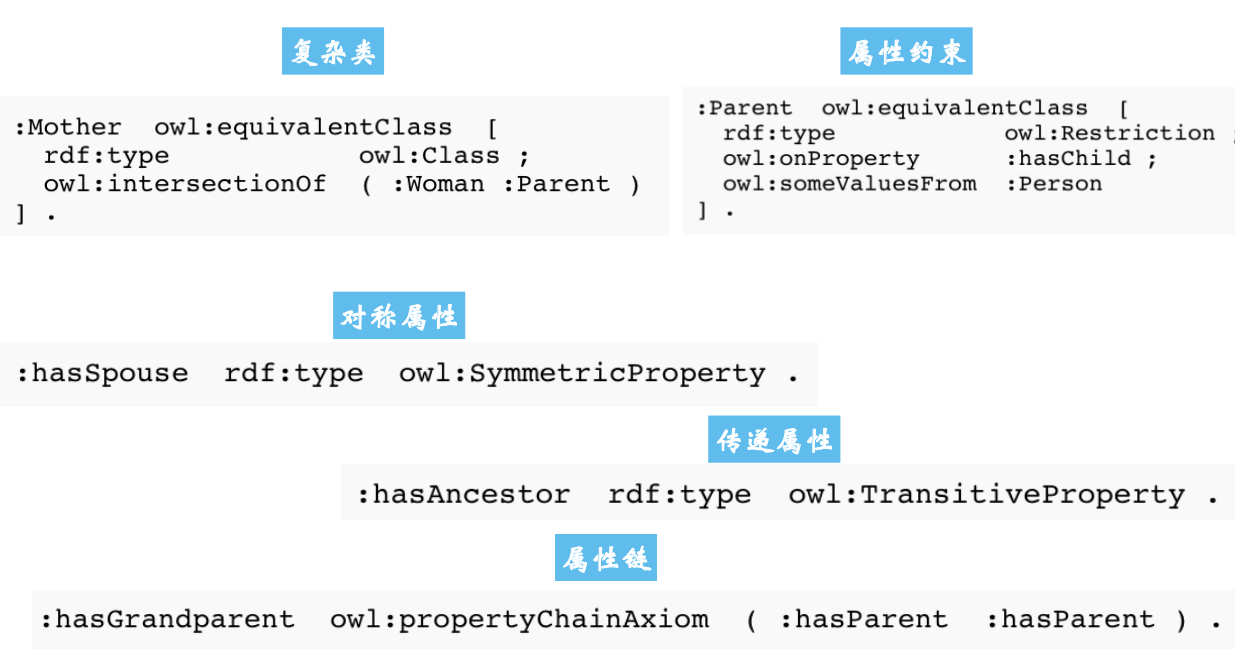 复杂类
:Mother owl:equivalentClass [
rdf:type owl:Class ;
owl:intersectionOf ( :Woman :Parent )
] .
属性约束
:Parent owl:equivalentClass [
rdf:type owl:Restriction ;
owl:onProperty :hasChild ;
owl:someValuesFrom :Person
] .
对称属性
:hasSpouse rdf:type owl:SymmetricProperty .
传递属性
:hasAncestor rdf:type owl:TransitiveProperty .
属性链
:hasGrandparent owl:propertyChainAxiom ( :hasParent :hasParent ) .